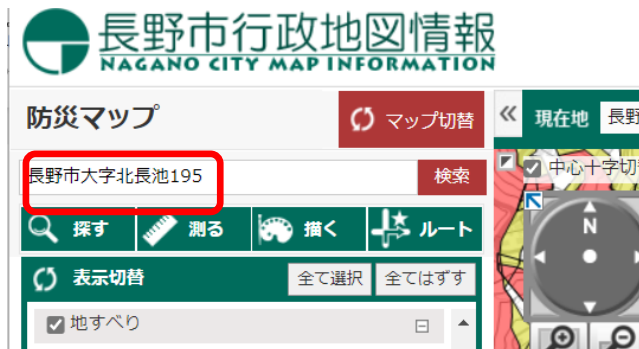 長野市行政地図情報
NAGANO CITY MAP INFORMATION
防災マップ
マップ切替
現在地 長野
長野市大字北長池195
検索
中心十字切
探す 測る 描く ルート
N
表示切替 全て選択 全てはずす
地すべり